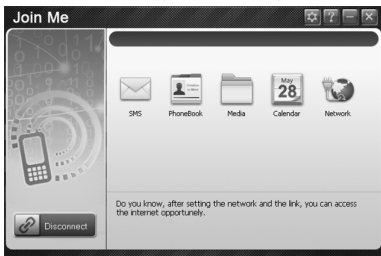 Join Me
?
SMS
PhoneBook
Media
May
28
Calendar
Network
Do you know, after setting the network and the link, you can access
the internet opportunely.
Disconnect